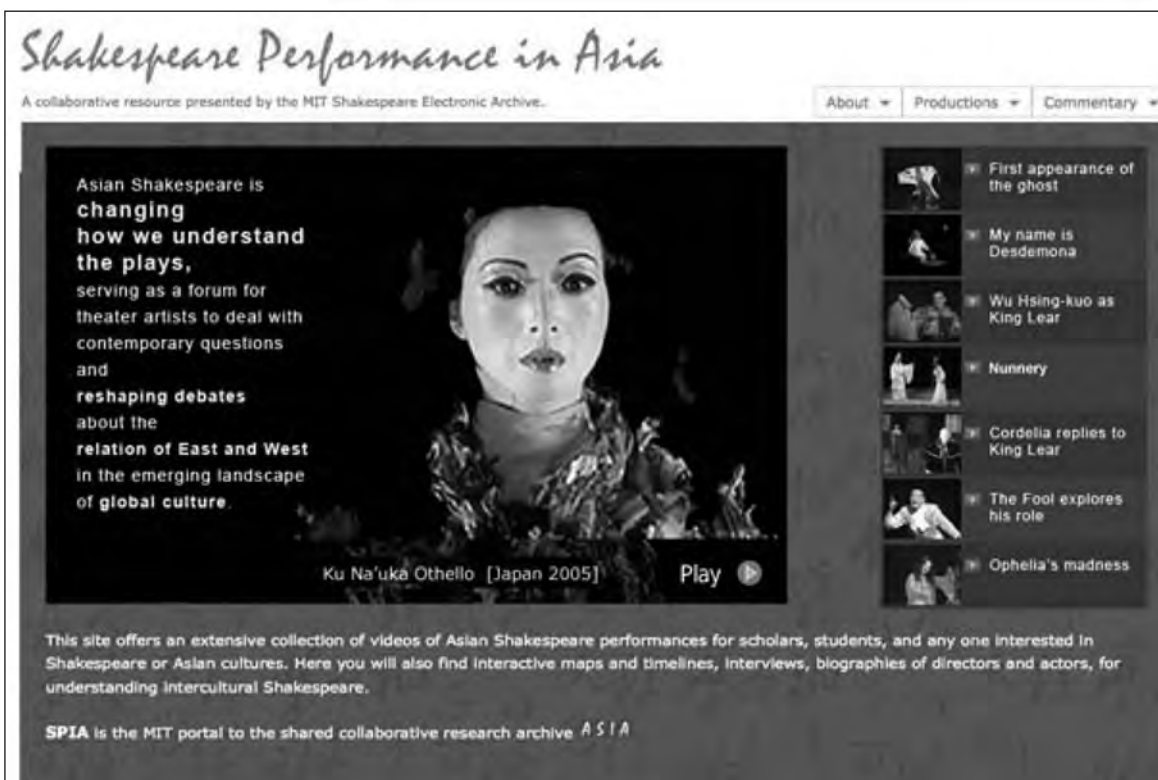 Shakespeare Performance in Asia
A collaborative resource presented by the MIT Shakespeare Electronic Archive.
About
Productions
Commentary
Asian Shakespeare is
changing
how we understand
the plays,
serving as a forum for
theater artists to deal with
contemporary questions
and
reshaping debates
about the
relation of East and West
in the emerging landscape
of global culture.
Ku Na'uka Othello [Japan 2005]
Play
First appearance of
the ghost
My name is
Desdemona
Wu Hsing-kuo as
King Lear
Nunnery
Cordelia replies to
King Lear
The Fool explores
his role
Ophelia's madness
This site offers an extensive collection of videos of Asian Shakespeare performances for scholars, students, and any one interested in
Shakespeare or Asian cultures. Here you will also find interactive maps and timelines, interviews, biographies of directors and actors, for
understanding intercultural Shakespeare.
SPIA is the MIT portal to the shared collaborative research archive A S I A